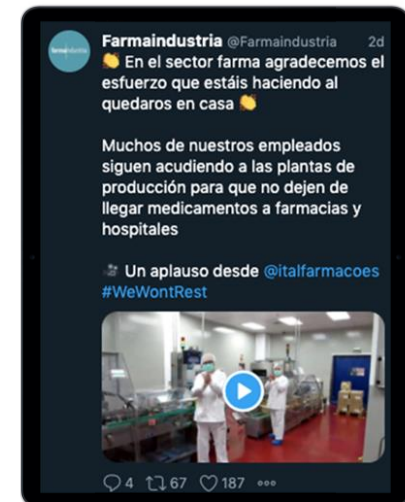 farmaindustria
Farmaindustria @Farmaindustria 2d
👏 En el sector farma agradecemos el
esfuerzo que estáis haciendo al
quedaros en casa 👏
Muchos de nuestros empleados
siguen acudiendo a las plantas de
producción para que no dejen de
llegar medicamentos a farmacias y
hospitales
🎥 Un aplauso desde @italfarmacoes
#WeWontRest
4 67 187